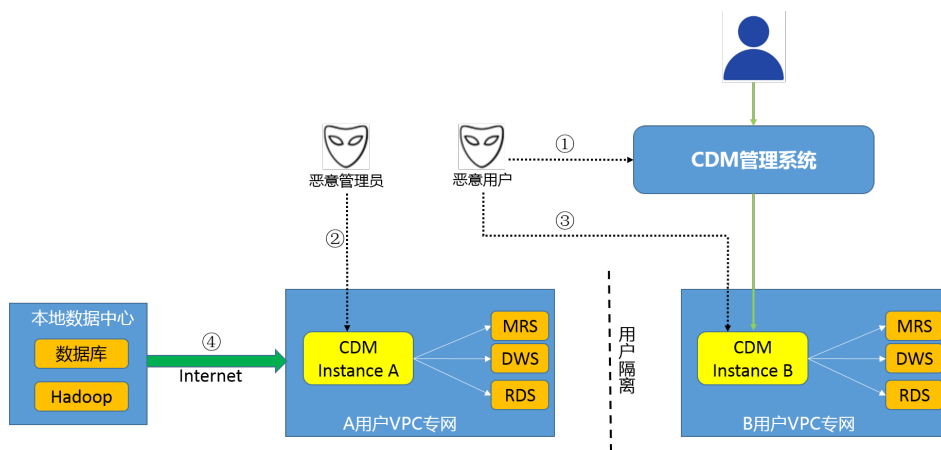 CDM管理系统
①
恶意管理员
恶意用户
②
③
本地数据中心
数据库
Hadoop
④
Internet
CDM
Instance A
MRS
DWS
RDS
A用户VPC专网
用户隔离
CDM
Instance B
MRS
DWS
RDS
B用户VPC专网